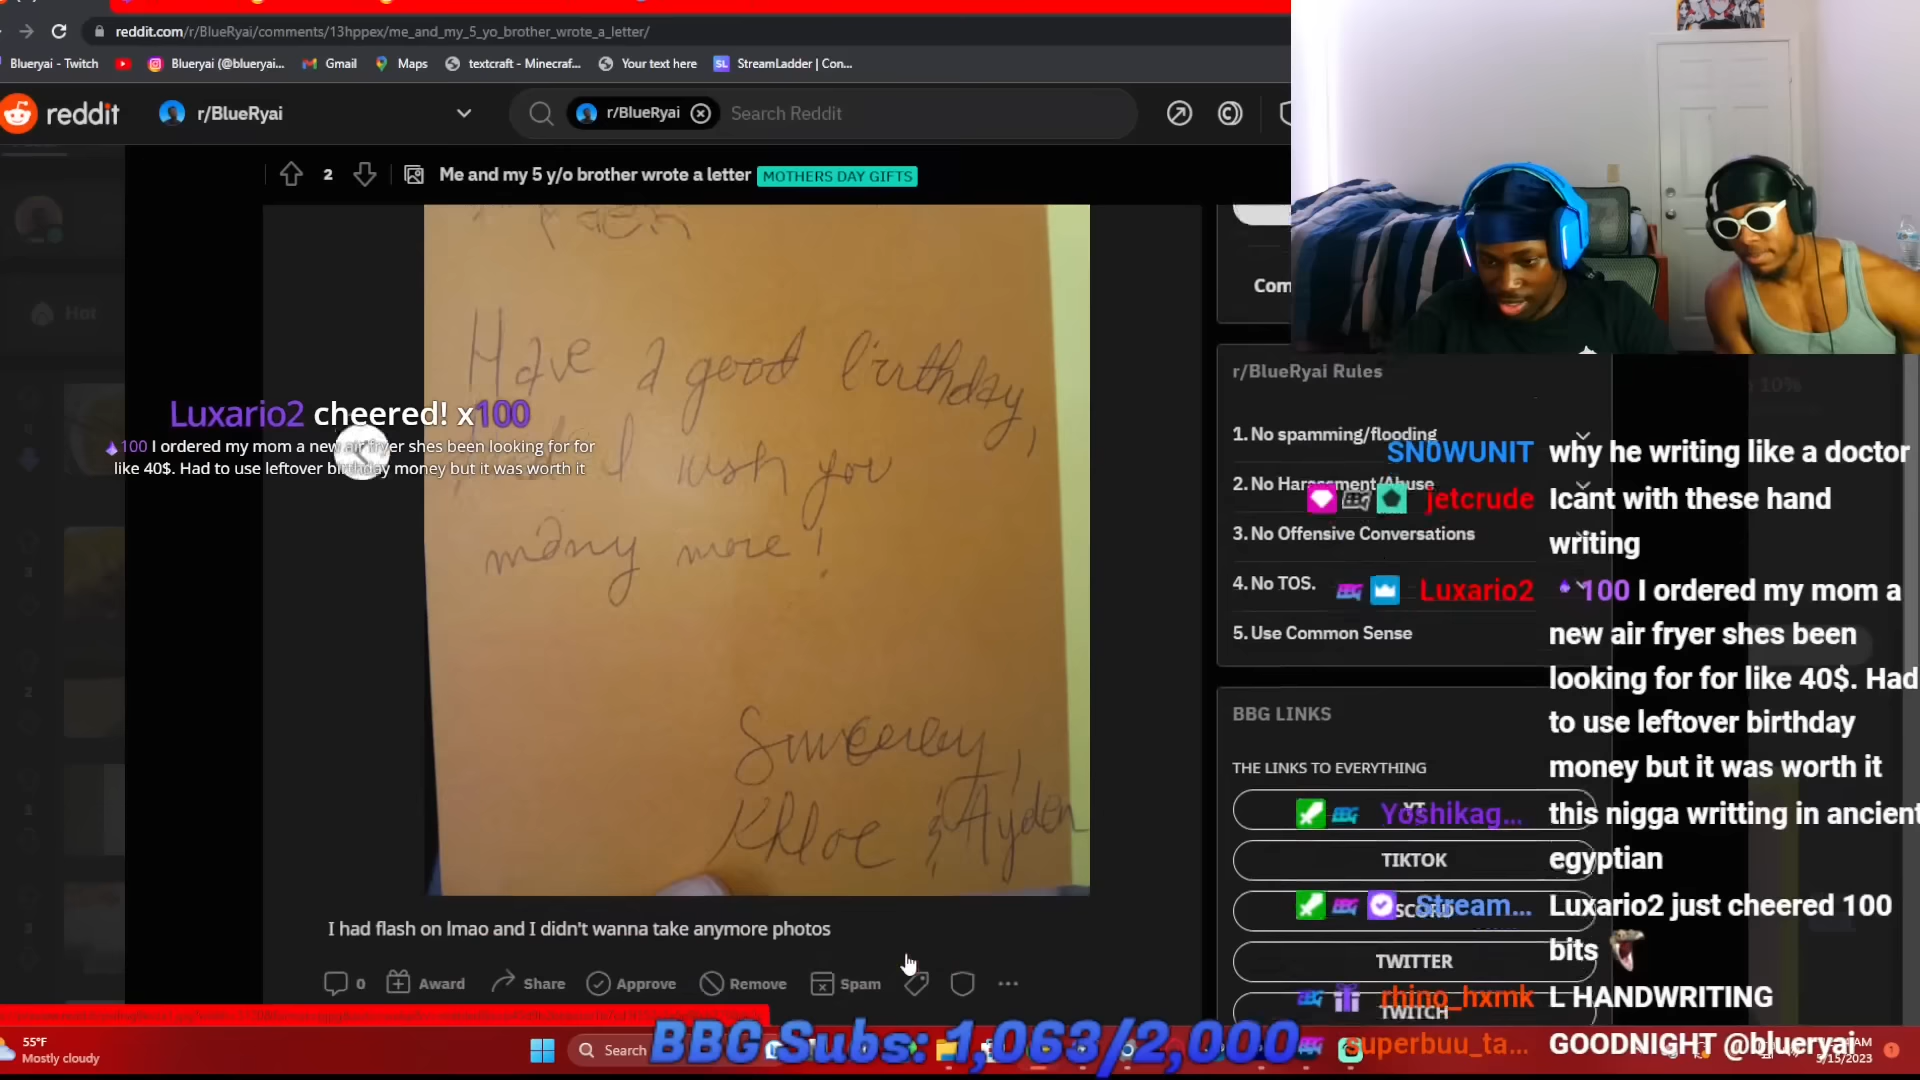 reddit.com/r/BlueRyai/comments/13hppex/me_and_my_5_yo_brother_wrote_a_letter/
Blueryai - Twitch
Blueryai (@blueryai...
Gmail
Maps
textcraft - Minecraf...
Your text here
SL StreamLadder | Con...
reddit
r/BlueRyai
r/BlueRyai
Search Reddit
2
Me and my 5 y/o brother wrote a letter MOTHERS DAY GIFTS
Have a good birthday,
I wish you
many more!
Sincerely,
Khloe & Ayden
I had flash on lmao and I didn't wanna take anymore photos
0
Award
Share
Approve
Remove
Spam
Hot
Luxario2 cheered! x100
100 I ordered my mom a new air fryer shes been looking for for
like 40$. Had to use leftover birthday money but it was worth it
Com
r/BlueRyai Rules
1. No spamming/flooding
2. No Harassment/Abuse
3. No Offensive Conversations
4. No TOS.
5. Use Common Sense
BBG LINKS
THE LINKS TO EVERYTHING
YT
TIKTOK
DISCORD
TWITTER
TWITCH
SNOWUNIT why he writing like a doctor
jetcrude Icant with these hand
writing
Luxario2 100 I ordered my mom a
new air fryer shes been
looking for for like 40$. Had
to use leftover birthday
money but it was worth it
Yoshikag... this nigga writting in ancient
egyptian
Stream... Luxario2 just cheered 100
bits
rhino_hxmk L HANDWRITING
superbuu_ta... GOODNIGHT @blueryai
BBG Subs: 1,063/2,000
55°F
Mostly cloudy
Search
AM
5/15/2023